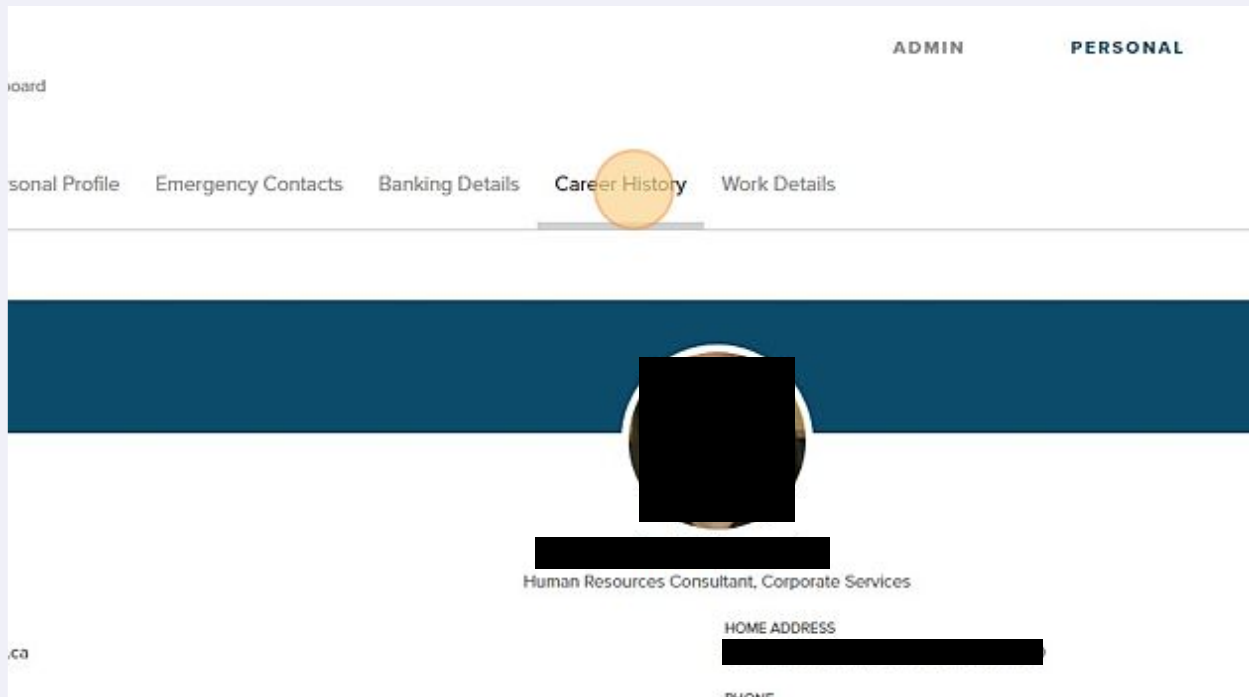 ADMIN PERSONAL
oard
sonal Profile Emergency Contacts Banking Details Career History Work Details
Human Resources Consultant, Corporate Services
HOME ADDRESS
.ca
PHONE